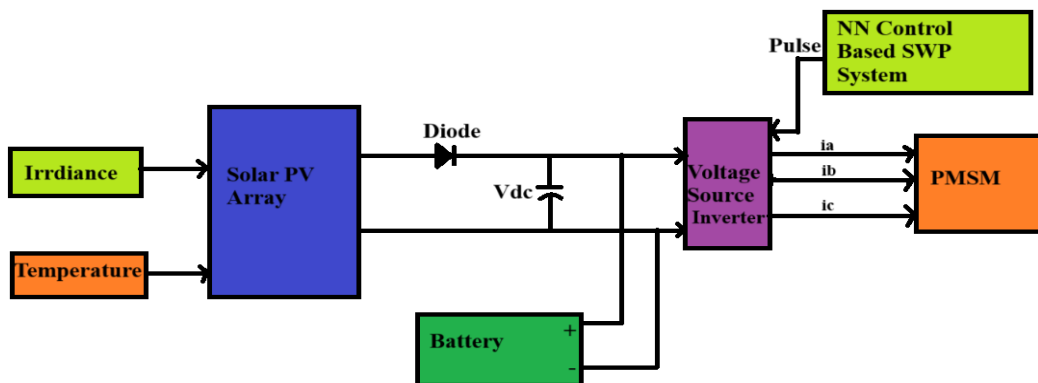 NN Control
Based SWP
System
Pulse
Diode
Irrdiance
Solar PV
Array
Vdc
Voltage
Source
Inverter
ia
ib
ic
PMSM
Temperature
Battery
+
-